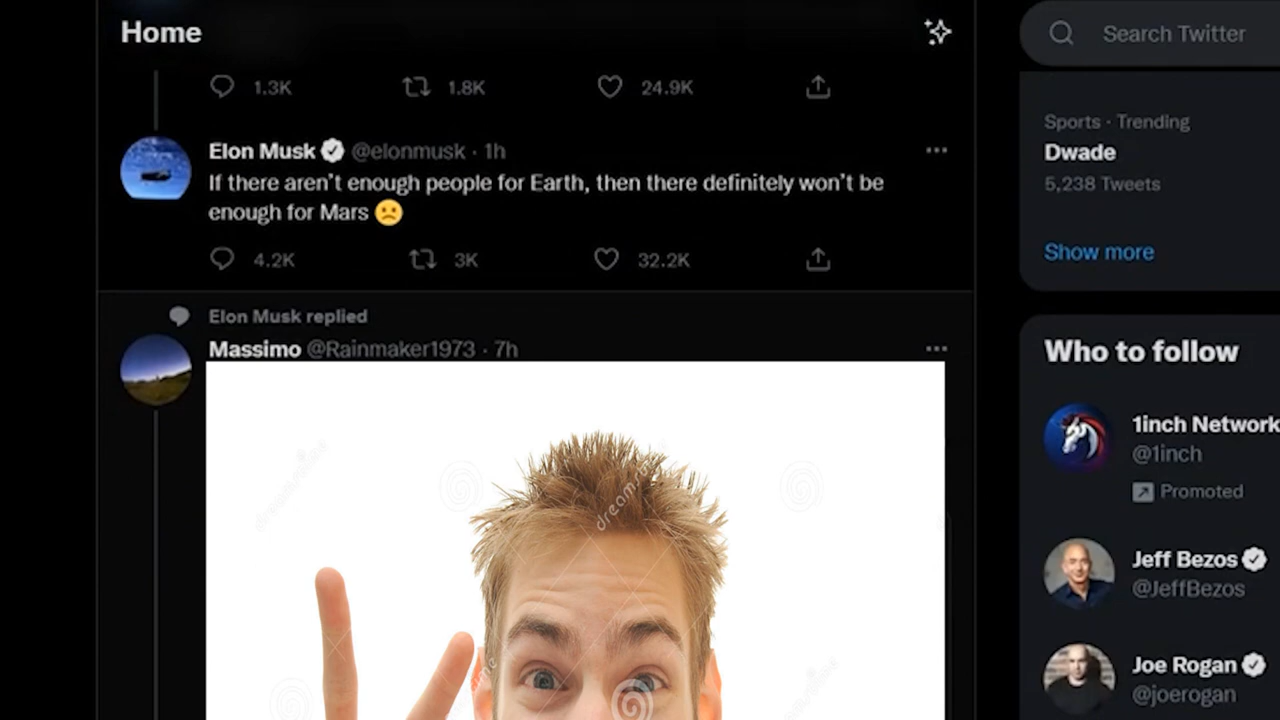 Home
Search Twitter
1.3K 1.8K 24.9K
Sports · Trending
Dwade
5,238 Tweets
Show more
Elon Musk @elonmusk · 1h
If there aren't enough people for Earth, then there definitely won't be
enough for Mars 🙁
4.2K 3K 32.2K
Elon Musk replied
Massimo @Rainmaker1973 · 7h
Who to follow
1inch Network
@1inch
Promoted
Jeff Bezos
@JeffBezos
Joe Rogan
@joerogan
dreamstime